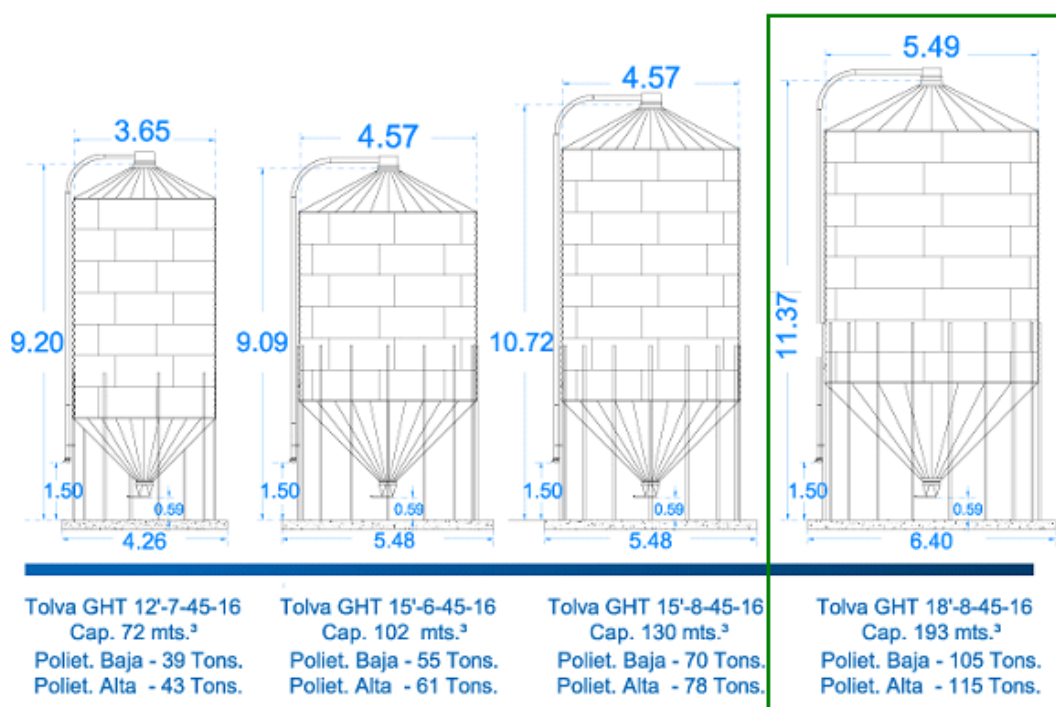 3.65
9.20
1.50
0.59
4.26
Tolva GHT 12'-7-45-16
Cap. 72 mts.³
Poliet. Baja - 39 Tons.
Poliet. Alta - 43 Tons.
4.57
9.09
1.50
0.59
5.48
Tolva GHT 15'-6-45-16
Cap. 102 mts.³
Poliet. Baja - 55 Tons.
Poliet. Alta - 61 Tons.
4.57
10.72
1.50
0.59
5.48
Tolva GHT 15'-8-45-16
Cap. 130 mts.³
Poliet. Baja - 70 Tons.
Poliet. Alta - 78 Tons.
5.49
11.37
1.50
0.59
6.40
Tolva GHT 18'-8-45-16
Cap. 193 mts.³
Poliet. Baja - 105 Tons.
Poliet. Alta - 115 Tons.